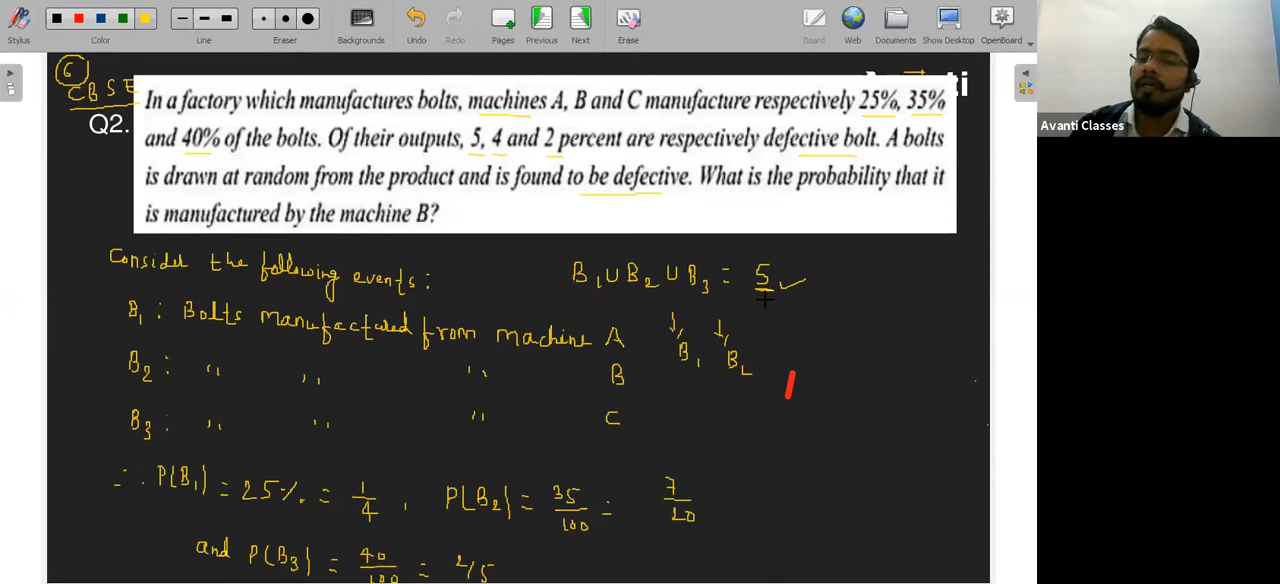 Stylus Color Line Eraser Backgrounds Undo Redo Pages Previous Next Erase Board Web Documents Show Desktop OpenBoard
6
CBSE
ti
Q2.
In a factory which manufactures bolts, machines A, B and C manufacture respectively 25%, 35%
and 40% of the bolts. Of their outputs, 5, 4 and 2 percent are respectively defective bolt. A bolts
is drawn at random from the product and is found to be defective. What is the probability that it
is manufactured by the machine B?
Avanti Classes
Consider the following events:
B1 ∪ B2 ∪ B3 = S ✓
B1 : Bolts manufactured from machine A
↓ ↓
B1 B2
B2 : " " " B
B3 : " " " C
∴ P(B1) = 25% = 1/4 , P(B2) = 35/100 = 7/20
and P(B3) = 40/100 = 2/5